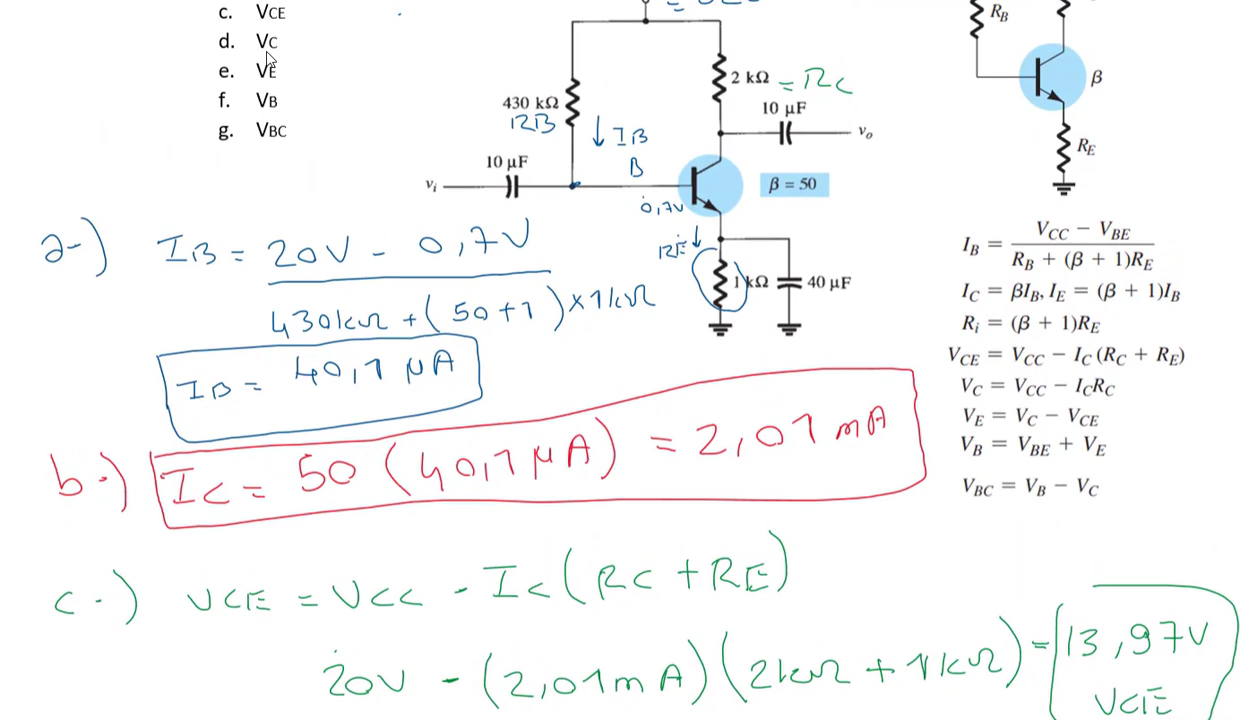 c. VCE
d. VC
e. VE
f. VB
g. VBC
430 kΩ
RB
↓ IB
B
10 μF
vi
2 kΩ = RC
10 μF
vo
β = 50
0,7V
RE ↓
1 kΩ
40 μF
RB
β
RE
a-) IB = 20V - 0,7V
430kΩ + (50+1) x 1kΩ
IB = 40,1 μA
b-) IC = 50 (40,1 μA) = 2,01 mA
c-) VCE = VCC - IC (RC + RE)
20V - (2,01mA) (2kΩ + 1kΩ) = 13,97V
VCE
IB = VCC − VBE
RB + (β + 1)RE
IC = βIB, IE = (β + 1)IB
Ri = (β + 1)RE
VCE = VCC − IC (RC + RE)
VC = VCC − ICRC
VE = VC − VCE
VB = VBE + VE
VBC = VB − VC